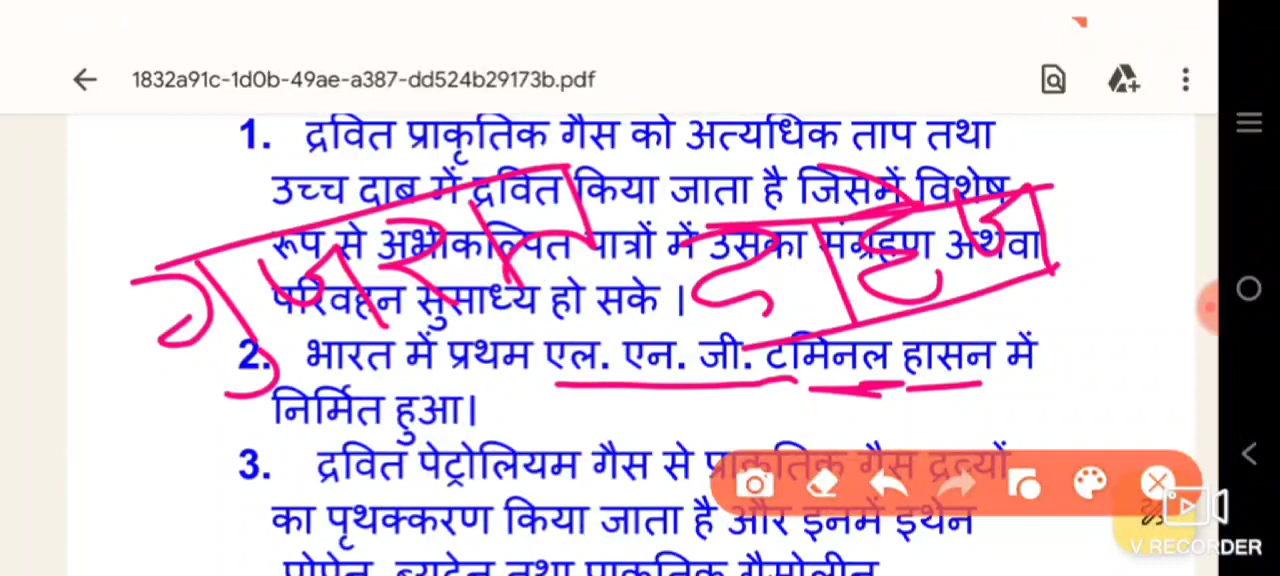 1832a91c-1d0b-49ae-a387-dd524b29173b.pdf
1. द्रवित प्राकृतिक गैस को अत्यधिक ताप तथा
उच्च दाब में द्रवित किया जाता है जिसमें विशेष
रूप से अभीकल्पित पात्रों में उसका संग्रहण अथवा
परिवहन सुसाध्य हो सके ।
गुजरात दाहेज
2. भारत में प्रथम एल. एन. जी. टर्मिनल हासन में
निर्मित हुआ।
3. द्रवित पेट्रोलियम गैस से प्राकृतिक गैस द्रव्यों
का पृथक्करण किया जाता है और इनमें इथेन
प्रोपेन, ब्यूटेन तथा प्राकृतिक गैसोलीन
V RECORDER